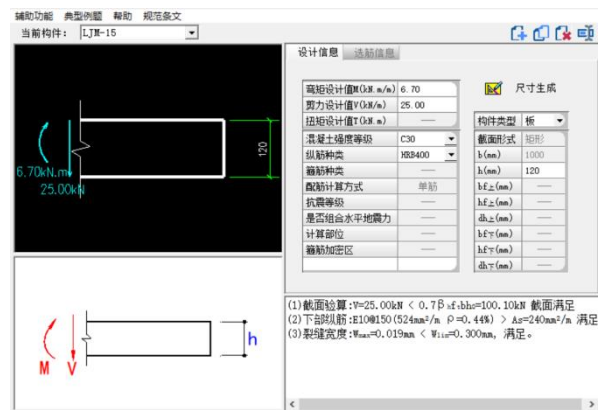 辅助功能 典型例题 帮助 规范条文
当前构件: LJM-15
设计信息 选筋信息
弯矩设计值M(kN.m/m) 6.70
剪力设计值V(kN/m) 25.00
扭矩设计值T(kN.m) —
混凝土强度等级 C30
纵筋种类 HRB400
箍筋种类 —
配筋计算方式 单筋
抗震等级 —
是否组合水平地震力 —
计算部位 —
箍筋加密区 —
尺寸生成
构件类型 板
截面形式 矩形
b(mm) 1000
h(mm) 120
bf上(mm) —
hf上(mm) —
dh上(mm) —
bf下(mm) —
hf下(mm) —
dh下(mm) —
120
6.70kN.m
25.00kN
M V h
(1)截面验算:V=25.00kN < 0.7βhftbh0=100.10kN 截面满足
(2)下部纵筋:E10@150(524mm²/m ρ=0.44%) > As=240mm²/m 满足
(3)裂缝宽度:Wmax=0.019mm < Wlim=0.300mm, 满足。